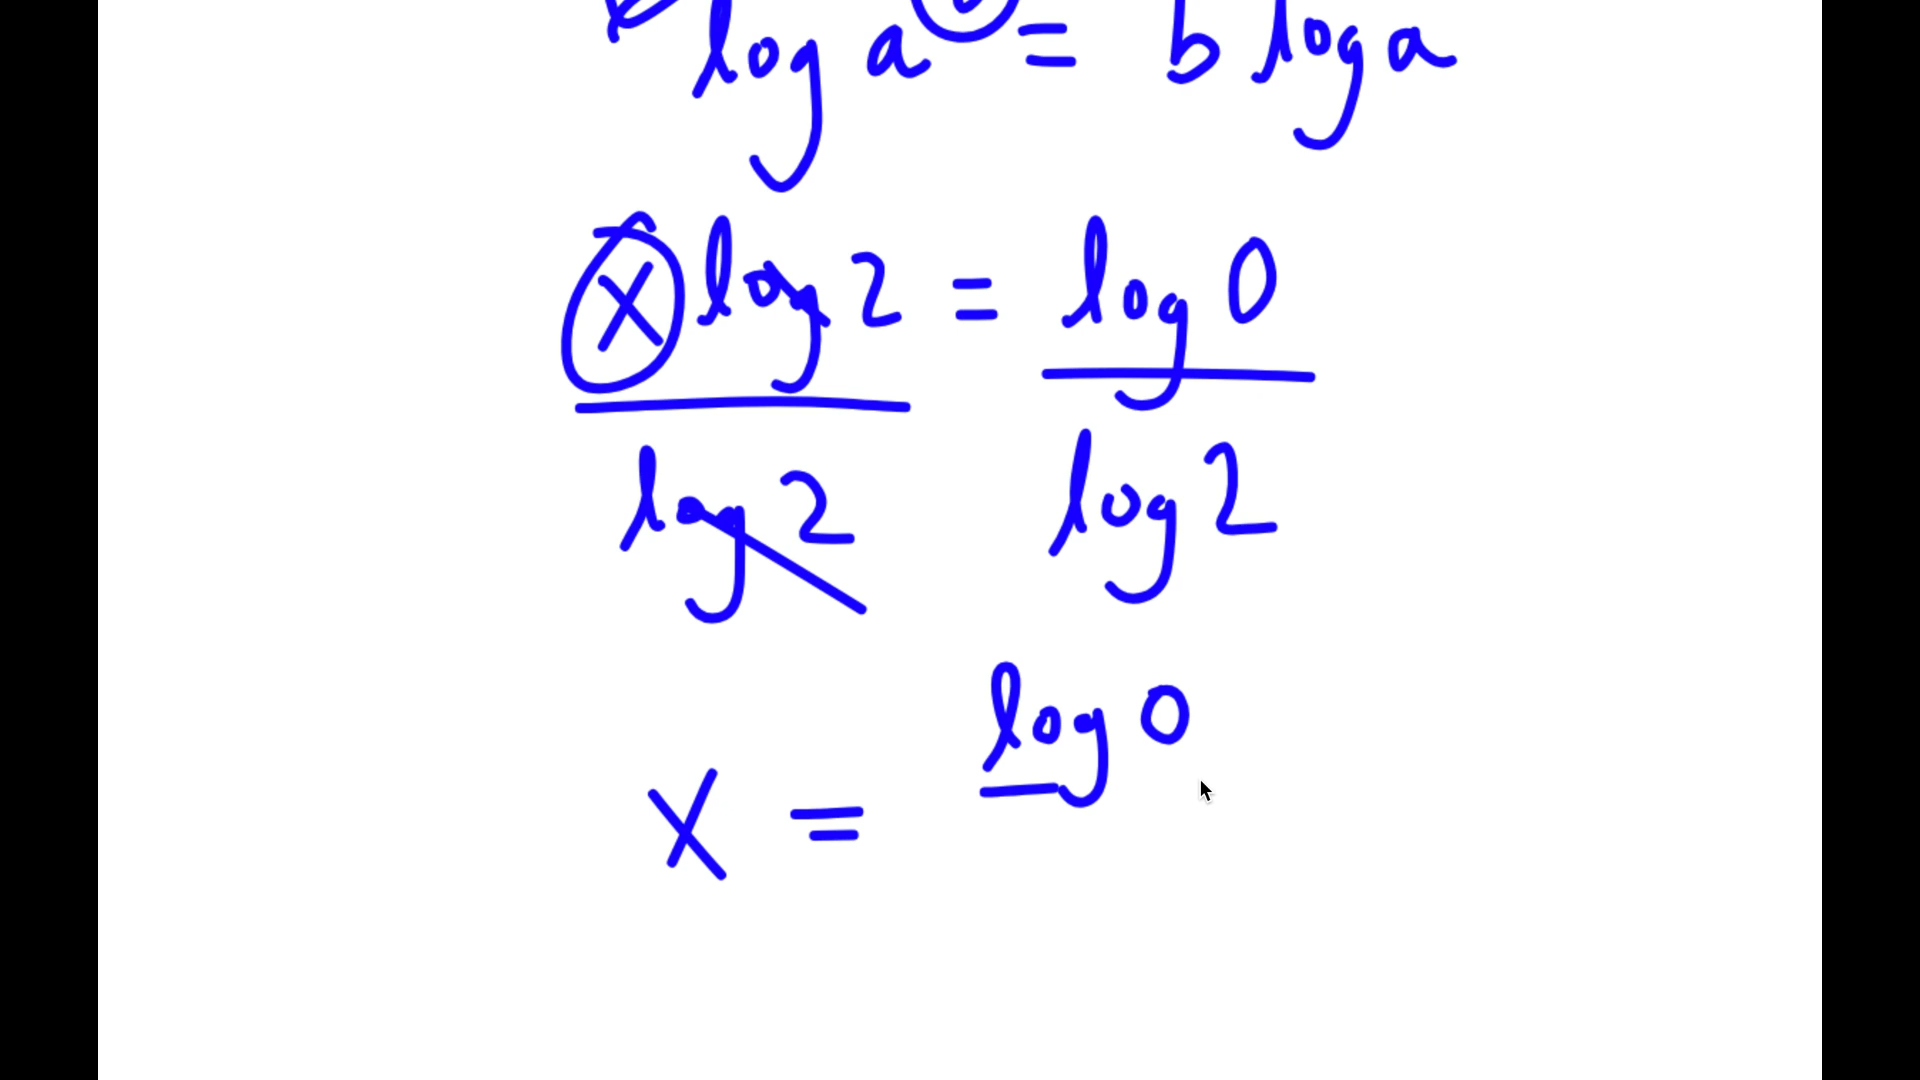 log a^b = b log a
x log 2 = log 0
log 2 log 2
log 0
x =